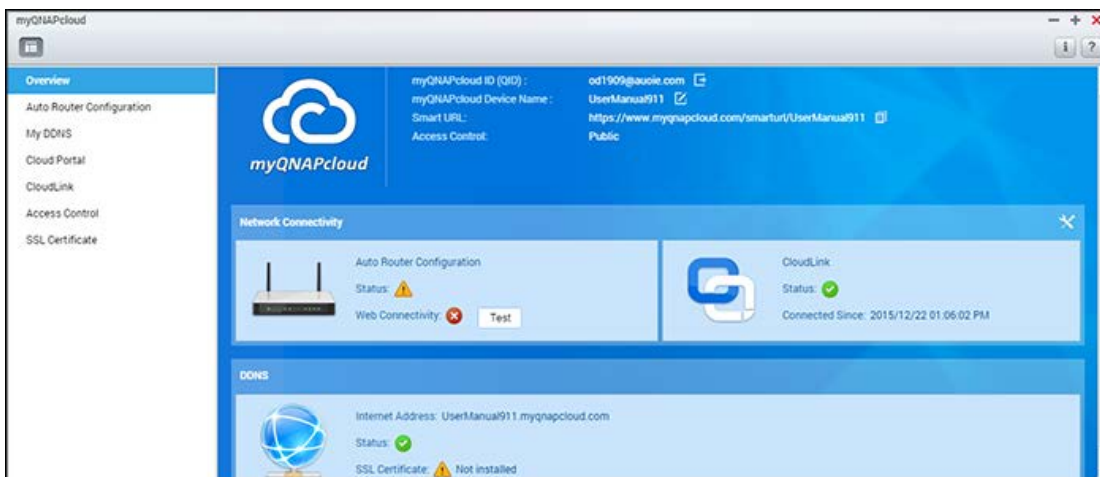 myQNAPcloud
Overview
Auto Router Configuration
My DDNS
Cloud Portal
CloudLink
Access Control
SSL Certificate
myQNAPcloud
myQNAPcloud ID (QID) : od1909@auoie.com
myQNAPcloud Device Name : UserManual911
Smart URL: https://www.myqnapcloud.com/smarturl/UserManual911
Access Control: Public
Network Connectivity
Auto Router Configuration
Status:
Web Connectivity: Test
CloudLink
Status:
Connected Since: 2015/12/22 01:06:02 PM
DDNS
Internet Address: UserManual911.myqnapcloud.com
Status:
SSL Certificate: Not installed